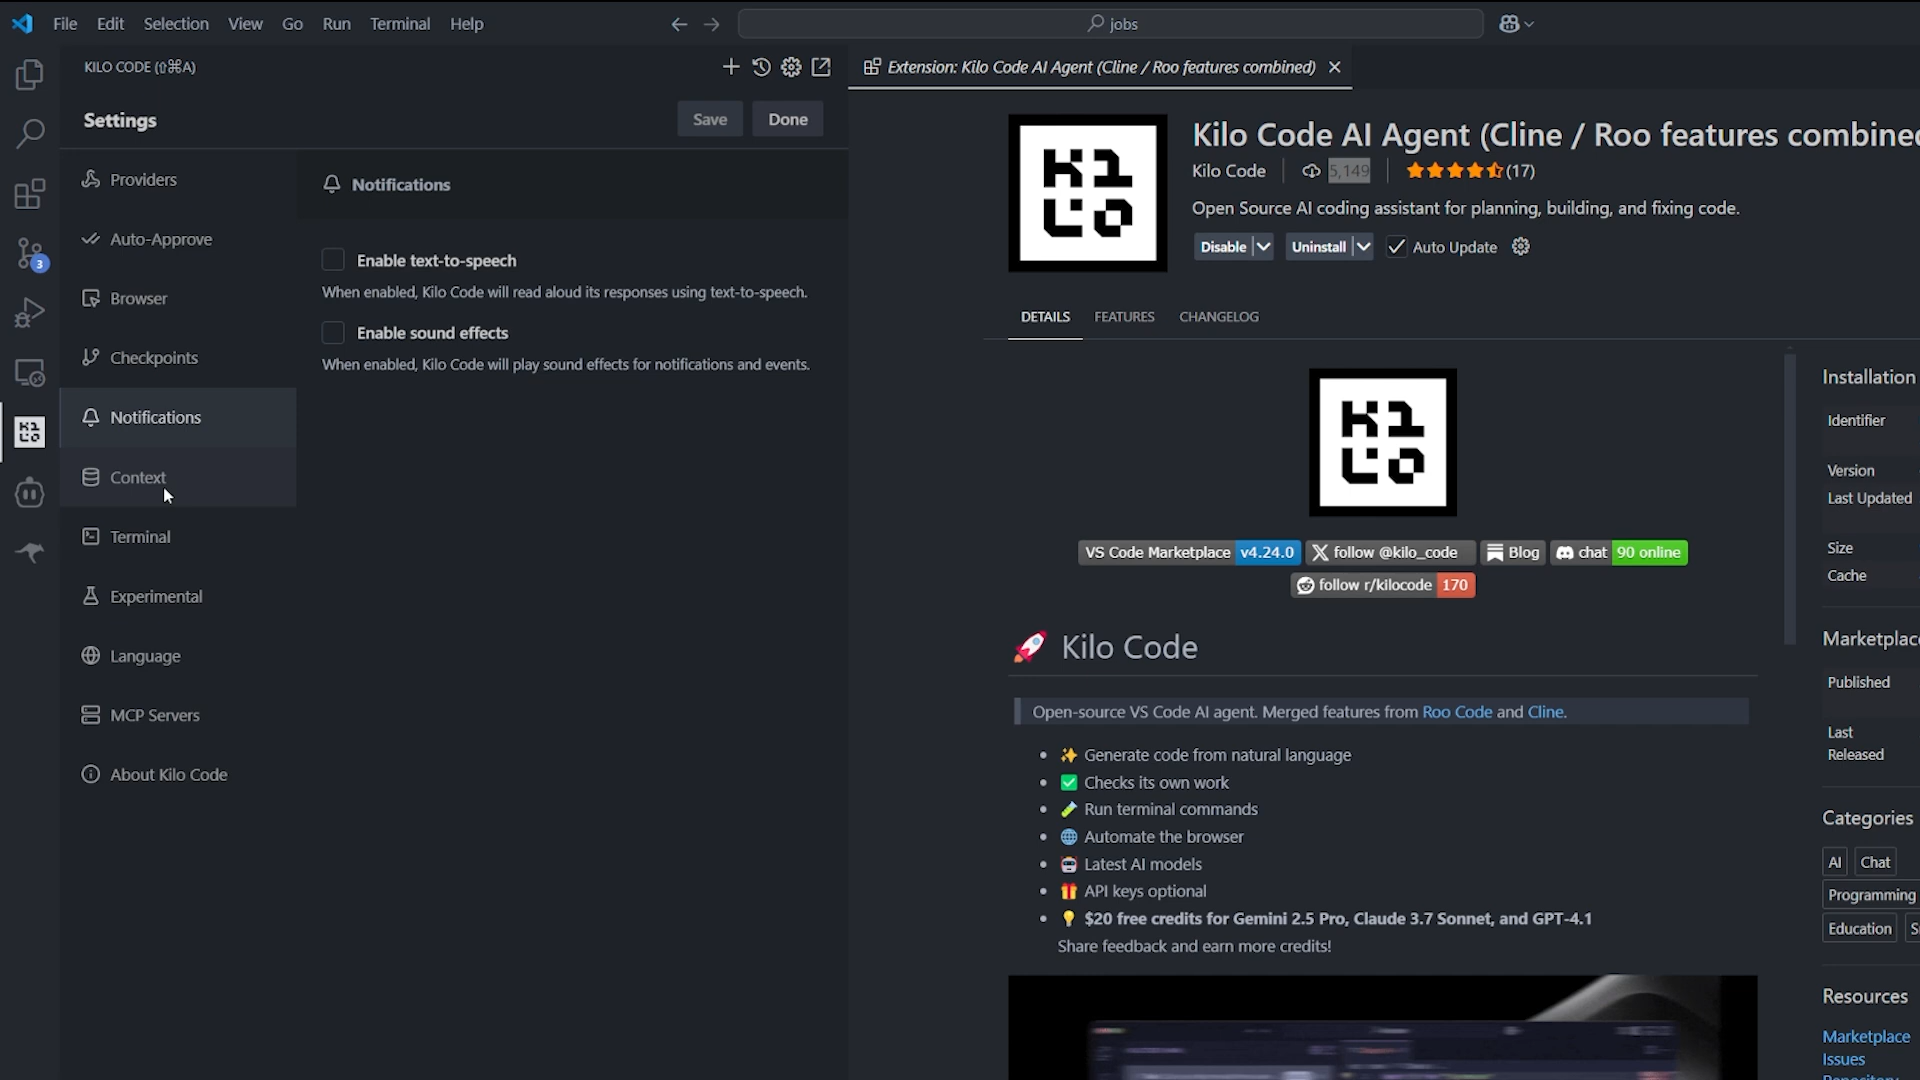 File Edit Selection View Go Run Terminal Help
jobs
KILO CODE (⇧⌘A)
Settings
Save
Done
Providers
Auto-Approve
Browser
Checkpoints
Notifications
Context
Terminal
Experimental
Language
MCP Servers
About Kilo Code
3
Notifications
Enable text-to-speech
When enabled, Kilo Code will read aloud its responses using text-to-speech.
Enable sound effects
When enabled, Kilo Code will play sound effects for notifications and events.
Extension: Kilo Code AI Agent (Cline / Roo features combined)
Kilo Code AI Agent (Cline / Roo features combine
Kilo Code 5,149 (17)
Open Source AI coding assistant for planning, building, and fixing code.
Disable Uninstall Auto Update
DETAILS FEATURES CHANGELOG
VS Code Marketplace v4.24.0 X follow @kilo_code Blog chat 90 online
follow r/kilocode 170
Kilo Code
Open-source VS Code AI agent. Merged features from Roo Code and Cline.
• ✨ Generate code from natural language
• ✅ Checks its own work
• 🧪 Run terminal commands
• 🌐 Automate the browser
• 🤖 Latest AI models
• 🎁 API keys optional
• 💡 $20 free credits for Gemini 2.5 Pro, Claude 3.7 Sonnet, and GPT-4.1
Share feedback and earn more credits!
Installation
Identifier
Version
Last Updated
Size
Cache
Marketplac
Published
Last
Released
Categories
AI Chat
Programming
Education
Resources
Marketplace
Issues